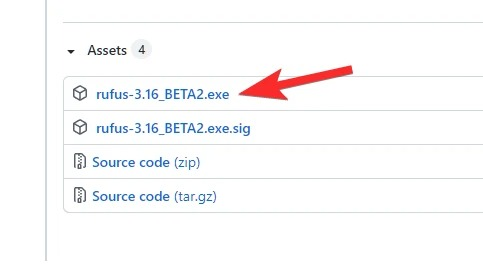 Assets 4
rufus-3.16_BETA2.exe
rufus-3.16_BETA2.exe.sig
Source code (zip)
Source code (tar.gz)